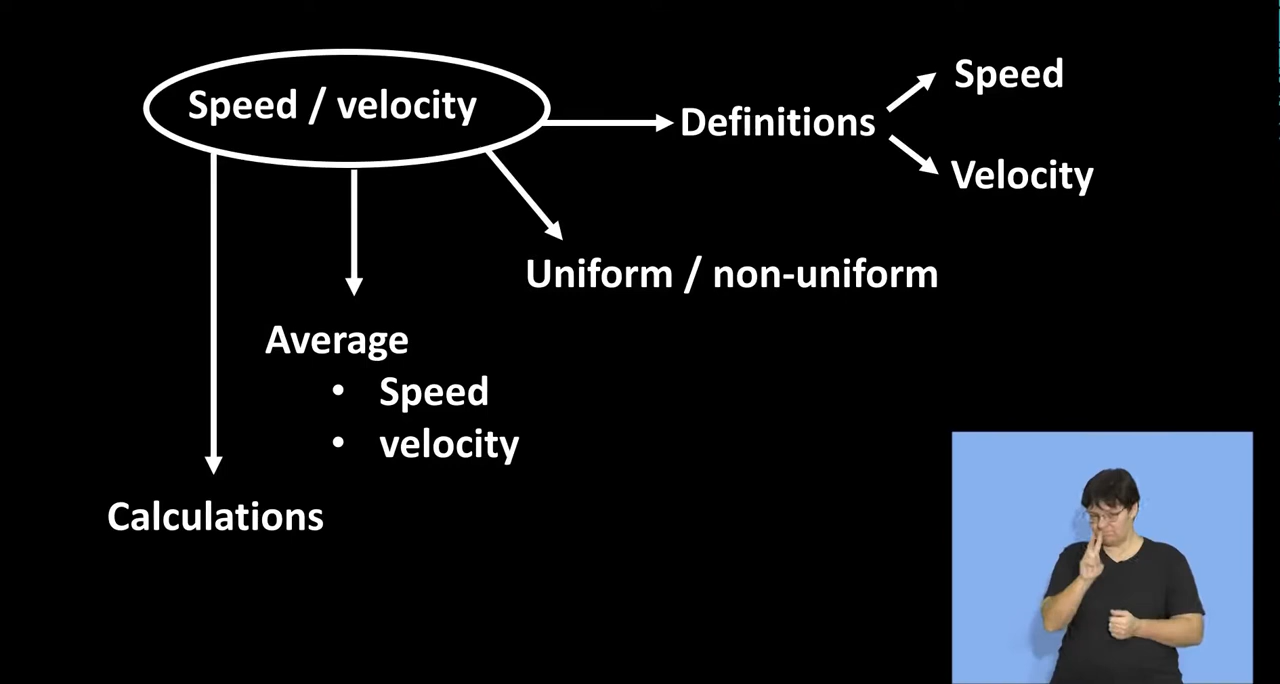 Speed / velocity
Definitions
Speed
Velocity
Uniform / non-uniform
Average
• Speed
• velocity
Calculations